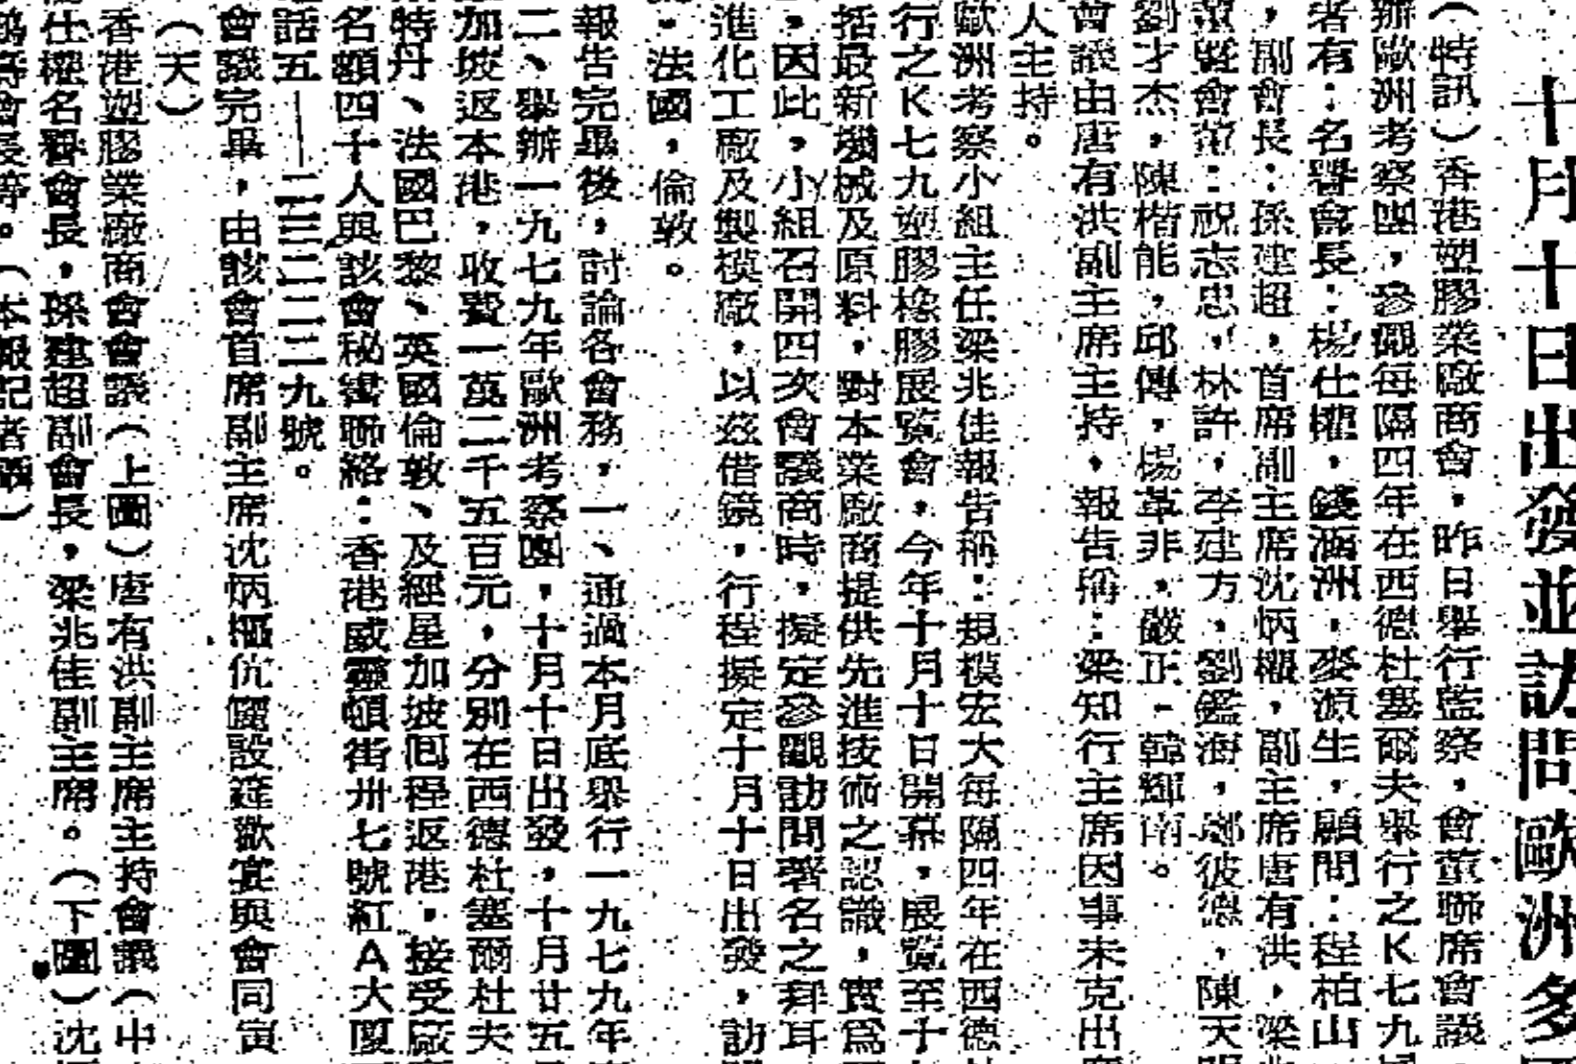 十月十日出發並訪問歐洲多
（特訊）香港塑膠業廠商會，昨日舉行監察，會董聯席會議
辦歐洲考察團，參觀每隔四年在西德杜塞爾夫舉行之K七九
者有：名譽會長：楊仕櫂，錢涵洲，麥源生，顧問：程柏山
，副會長：孫建超，首席副主席沈炳櫂，副主席唐有洪，梁
黨暨會董：祝志忠，林許，李建方，劉鑑海，鄔彼德，陳天
劉才杰，陳楷能，邱傳，楊革非，嚴正，韓輝南。
會議由唐有洪副主席主持，報告稱：梁知行主席因事未克出
人主持。
歐洲考察小組主任梁兆佳報告稱：規模宏大每隔四年在西德
行之K七九塑膠橡膠展覽會，今年十月十日開幕，展覽至十
括最新機械及原料，對本業廠商提供先進技術之認識，實爲
，因此，小組召開四次會議商時，擬定參觀訪問著名之拜耳
進化工廠及製模廠，以茲借鏡，行程擬定十月十日出發，訪
，法國，倫敦。
報告完畢後，討論各會務，一、通過本月底舉行一九七九年
二、舉辦一九七九年歐洲考察團，十月十日出發，十月廿五
加坡返本港，收費一萬二千五百元，分別在西德杜塞爾杜夫
特丹、法國巴黎、英國倫敦、及經星加坡囘程返港，接受廠
名額四十人與該會秘書聯絡：香港威靈頓街卅七號紅A大廈
話五—二三二二二九號。
會議完畢，由該會首席副主席沈炳櫂伉儷設筵歡宴與會同寅
（天）
香港塑膠業廠商會會議（上圖）唐有洪副主席主持會議（中
仕櫂名譽會長，孫建超副會長，梁兆佳副主席。（下圖）沈
鴻等會長等。（本報記者攝）